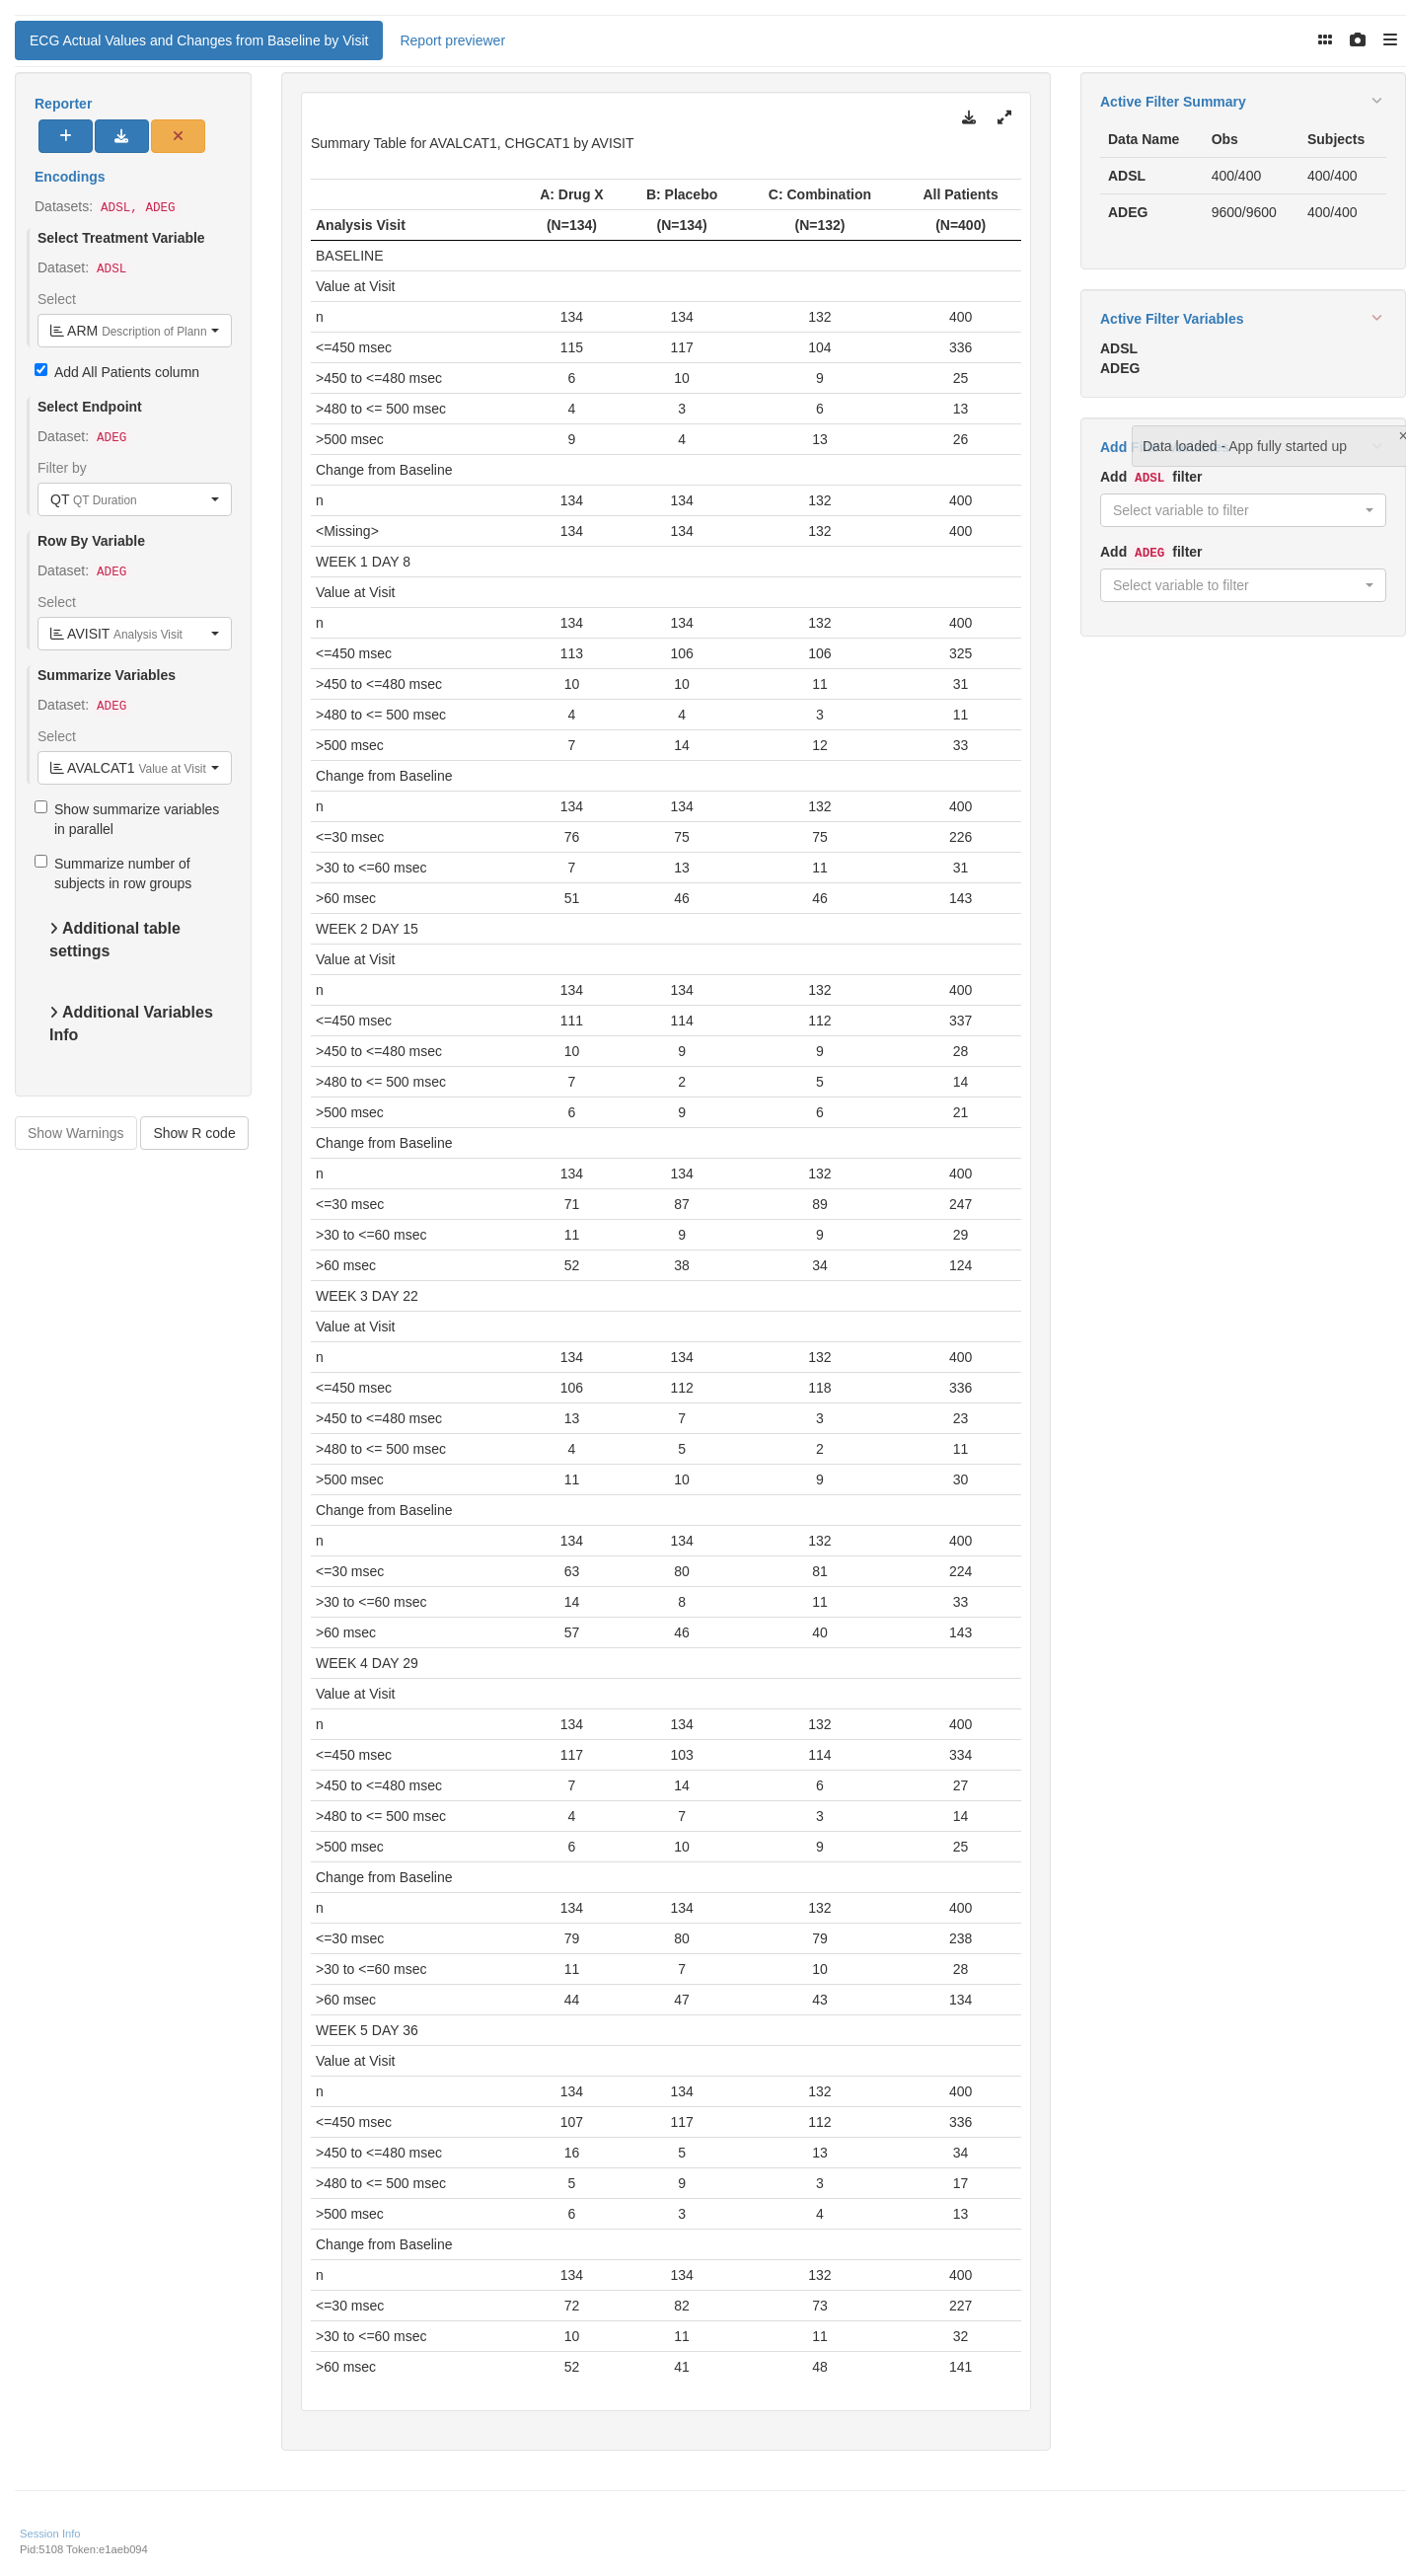 ECG Actual Values and Changes from Baseline by Visit Report previewer
Reporter
Encodings
Datasets: ADSL, ADEG
Select Treatment Variable
Dataset: ADSL
Select
ARM Description of Plann
Add All Patients column
Select Endpoint
Dataset: ADEG
Filter by
QT QT Duration
Row By Variable
Dataset: ADEG
Select
AVISIT Analysis Visit
Summarize Variables
Dataset: ADEG
Select
AVALCAT1 Value at Visit
Show summarize variables
in parallel
Summarize number of
subjects in row groups
Additional table
settings
Additional Variables
Info
Show Warnings Show R code
Summary Table for AVALCAT1, CHGCAT1 by AVISIT
A: Drug X B: Placebo C: Combination All Patients
Analysis Visit (N=134) (N=134) (N=132) (N=400)
BASELINE
Value at Visit
n 134 134 132 400
<=450 msec 115 117 104 336
>450 to <=480 msec 6 10 9 25
>480 to <= 500 msec 4 3 6 13
>500 msec 9 4 13 26
Change from Baseline
n 134 134 132 400
<Missing> 134 134 132 400
WEEK 1 DAY 8
Value at Visit
n 134 134 132 400
<=450 msec 113 106 106 325
>450 to <=480 msec 10 10 11 31
>480 to <= 500 msec 4 4 3 11
>500 msec 7 14 12 33
Change from Baseline
n 134 134 132 400
<=30 msec 76 75 75 226
>30 to <=60 msec 7 13 11 31
>60 msec 51 46 46 143
WEEK 2 DAY 15
Value at Visit
n 134 134 132 400
<=450 msec 111 114 112 337
>450 to <=480 msec 10 9 9 28
>480 to <= 500 msec 7 2 5 14
>500 msec 6 9 6 21
Change from Baseline
n 134 134 132 400
<=30 msec 71 87 89 247
>30 to <=60 msec 11 9 9 29
>60 msec 52 38 34 124
WEEK 3 DAY 22
Value at Visit
n 134 134 132 400
<=450 msec 106 112 118 336
>450 to <=480 msec 13 7 3 23
>480 to <= 500 msec 4 5 2 11
>500 msec 11 10 9 30
Change from Baseline
n 134 134 132 400
<=30 msec 63 80 81 224
>30 to <=60 msec 14 8 11 33
>60 msec 57 46 40 143
WEEK 4 DAY 29
Value at Visit
n 134 134 132 400
<=450 msec 117 103 114 334
>450 to <=480 msec 7 14 6 27
>480 to <= 500 msec 4 7 3 14
>500 msec 6 10 9 25
Change from Baseline
n 134 134 132 400
<=30 msec 79 80 79 238
>30 to <=60 msec 11 7 10 28
>60 msec 44 47 43 134
WEEK 5 DAY 36
Value at Visit
n 134 134 132 400
<=450 msec 107 117 112 336
>450 to <=480 msec 16 5 13 34
>480 to <= 500 msec 5 9 3 17
>500 msec 6 3 4 13
Change from Baseline
n 134 134 132 400
<=30 msec 72 82 73 227
>30 to <=60 msec 10 11 11 32
>60 msec 52 41 48 141
Active Filter Summary
Data Name Obs Subjects
ADSL 400/400 400/400
ADEG 9600/9600 400/400
Active Filter Variables
ADSL
ADEG
Add
Data loaded - App fully started up ×
Add ADSL filter
Select variable to filter
Add ADEG filter
Select variable to filter
Session Info
Pid:5108 Token:e1aeb094